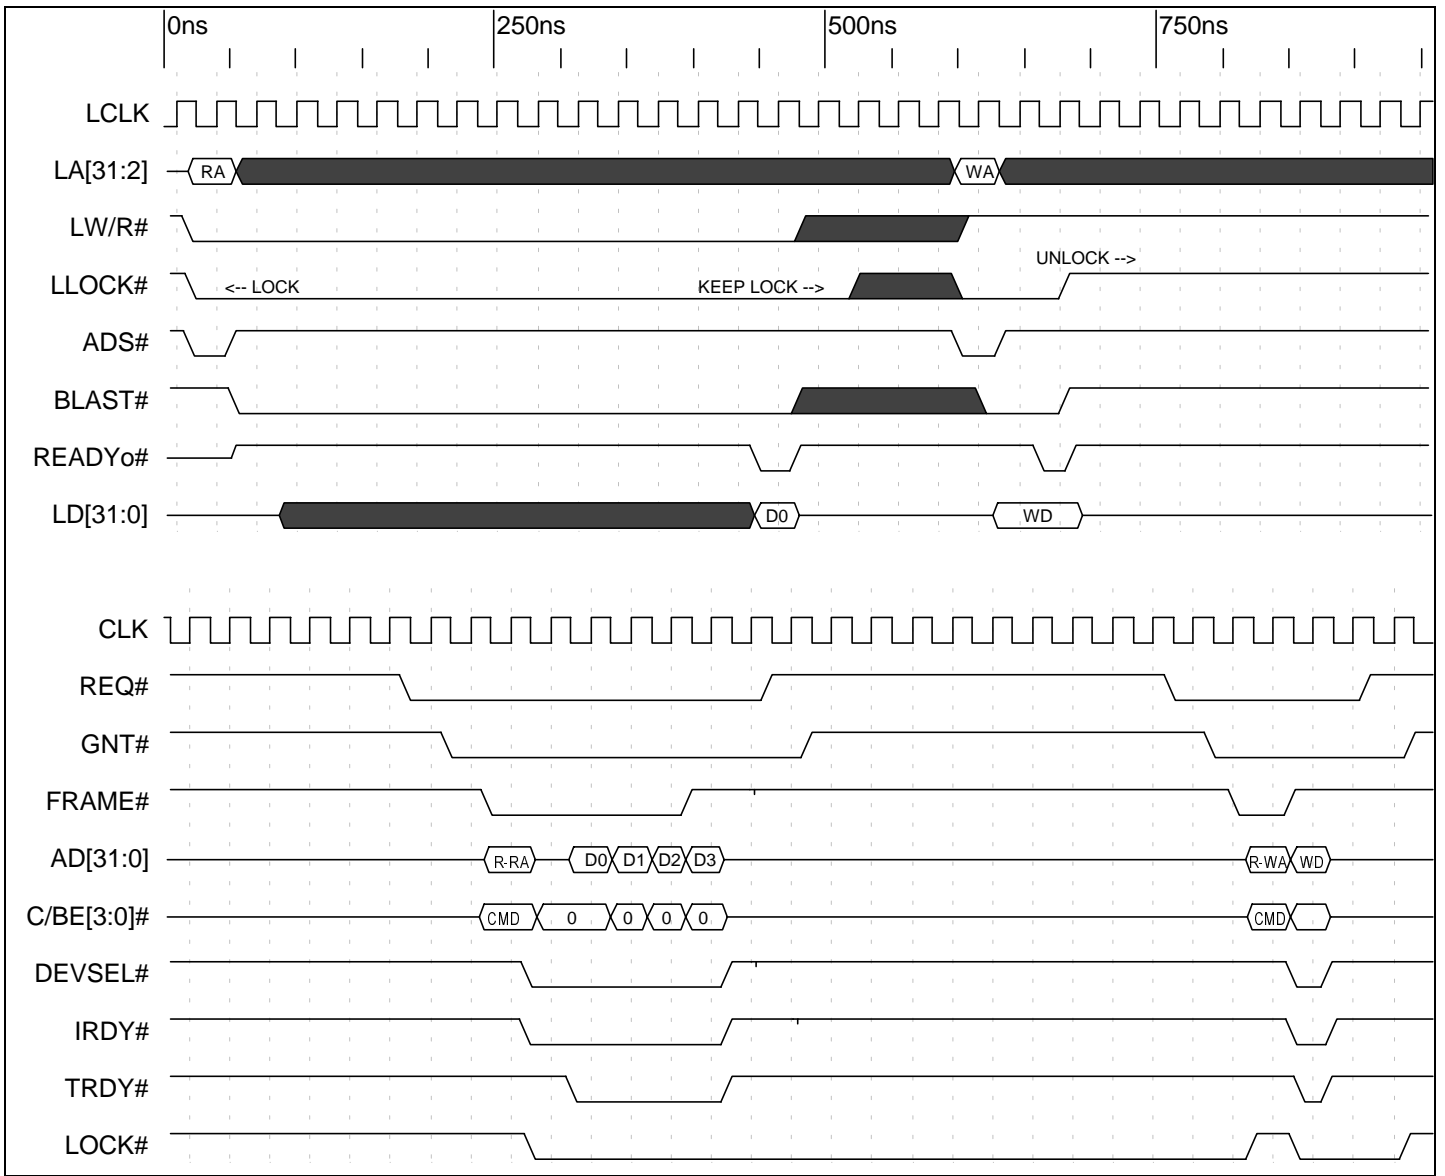 0ns 250ns 500ns 750ns
LCLK
LA[31:2] RA WA
LW/R#
UNLOCK -->
LLOCK# <-- LOCK KEEP LOCK -->
ADS#
BLAST#
READYo#
LD[31:0] D0 WD
CLK
REQ#
GNT#
FRAME#
AD[31:0] R-RA D0 D1 D2 D3 R-WA WD
C/BE[3:0]# CMD 0 0 0 0 CMD
DEVSEL#
IRDY#
TRDY#
LOCK#